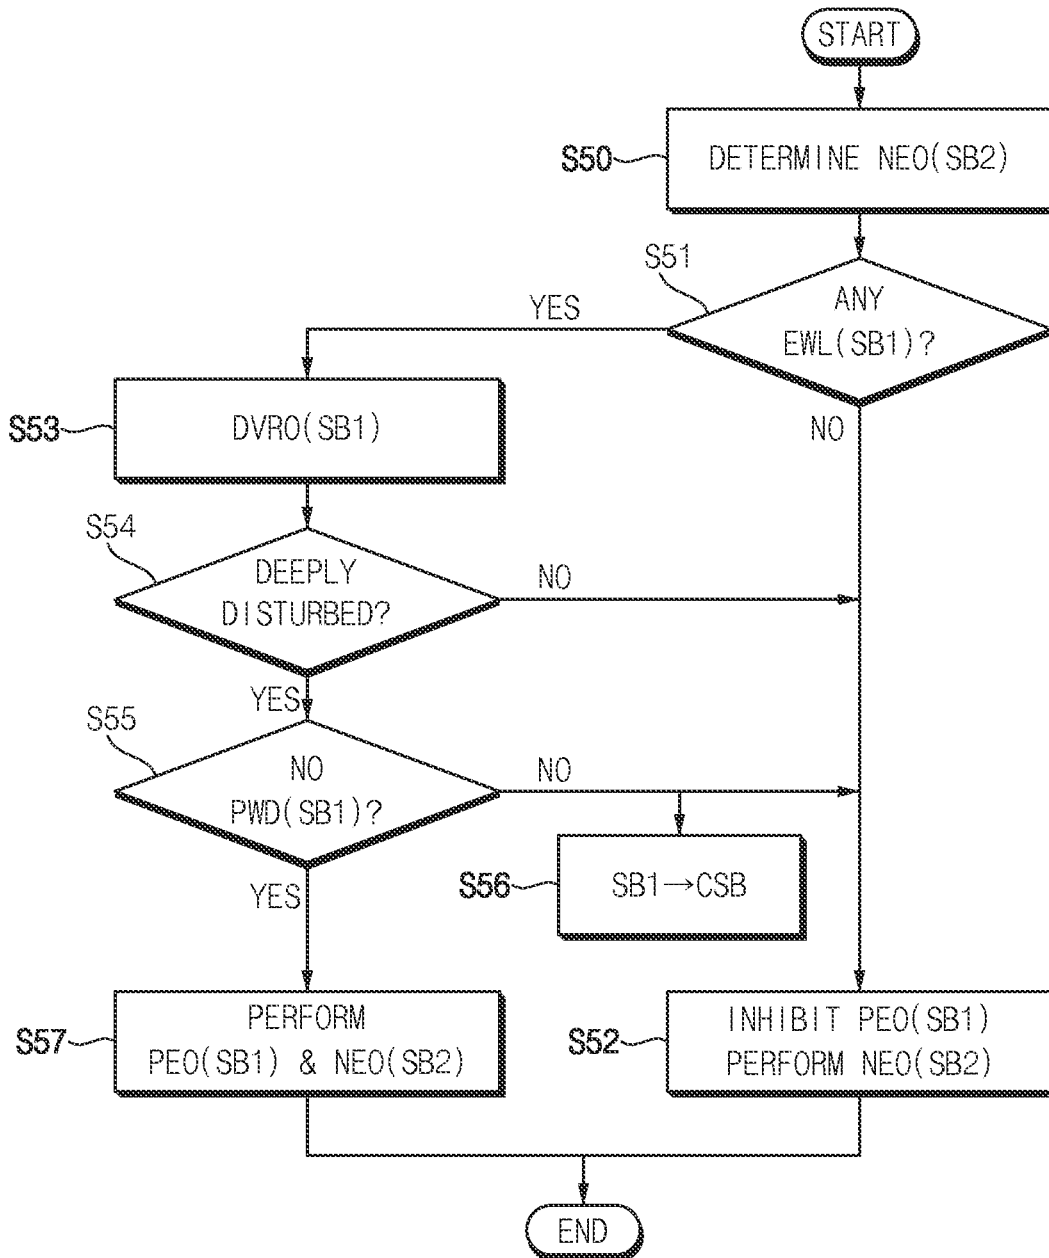 START
S50
DETERMINE NEO(SB2)
S51
ANY
EWL(SB1)?
YES
NO
S53
DVRO(SB1)
S54
DEEPLY
DISTURBED?
NO
YES
S55
NO
PWD(SB1)?
NO
YES
S56
SB1→CSB
S57
PERFORM
PEO(SB1) & NEO(SB2)
S52
INHIBIT PEO(SB1)
PERFORM NEO(SB2)
END